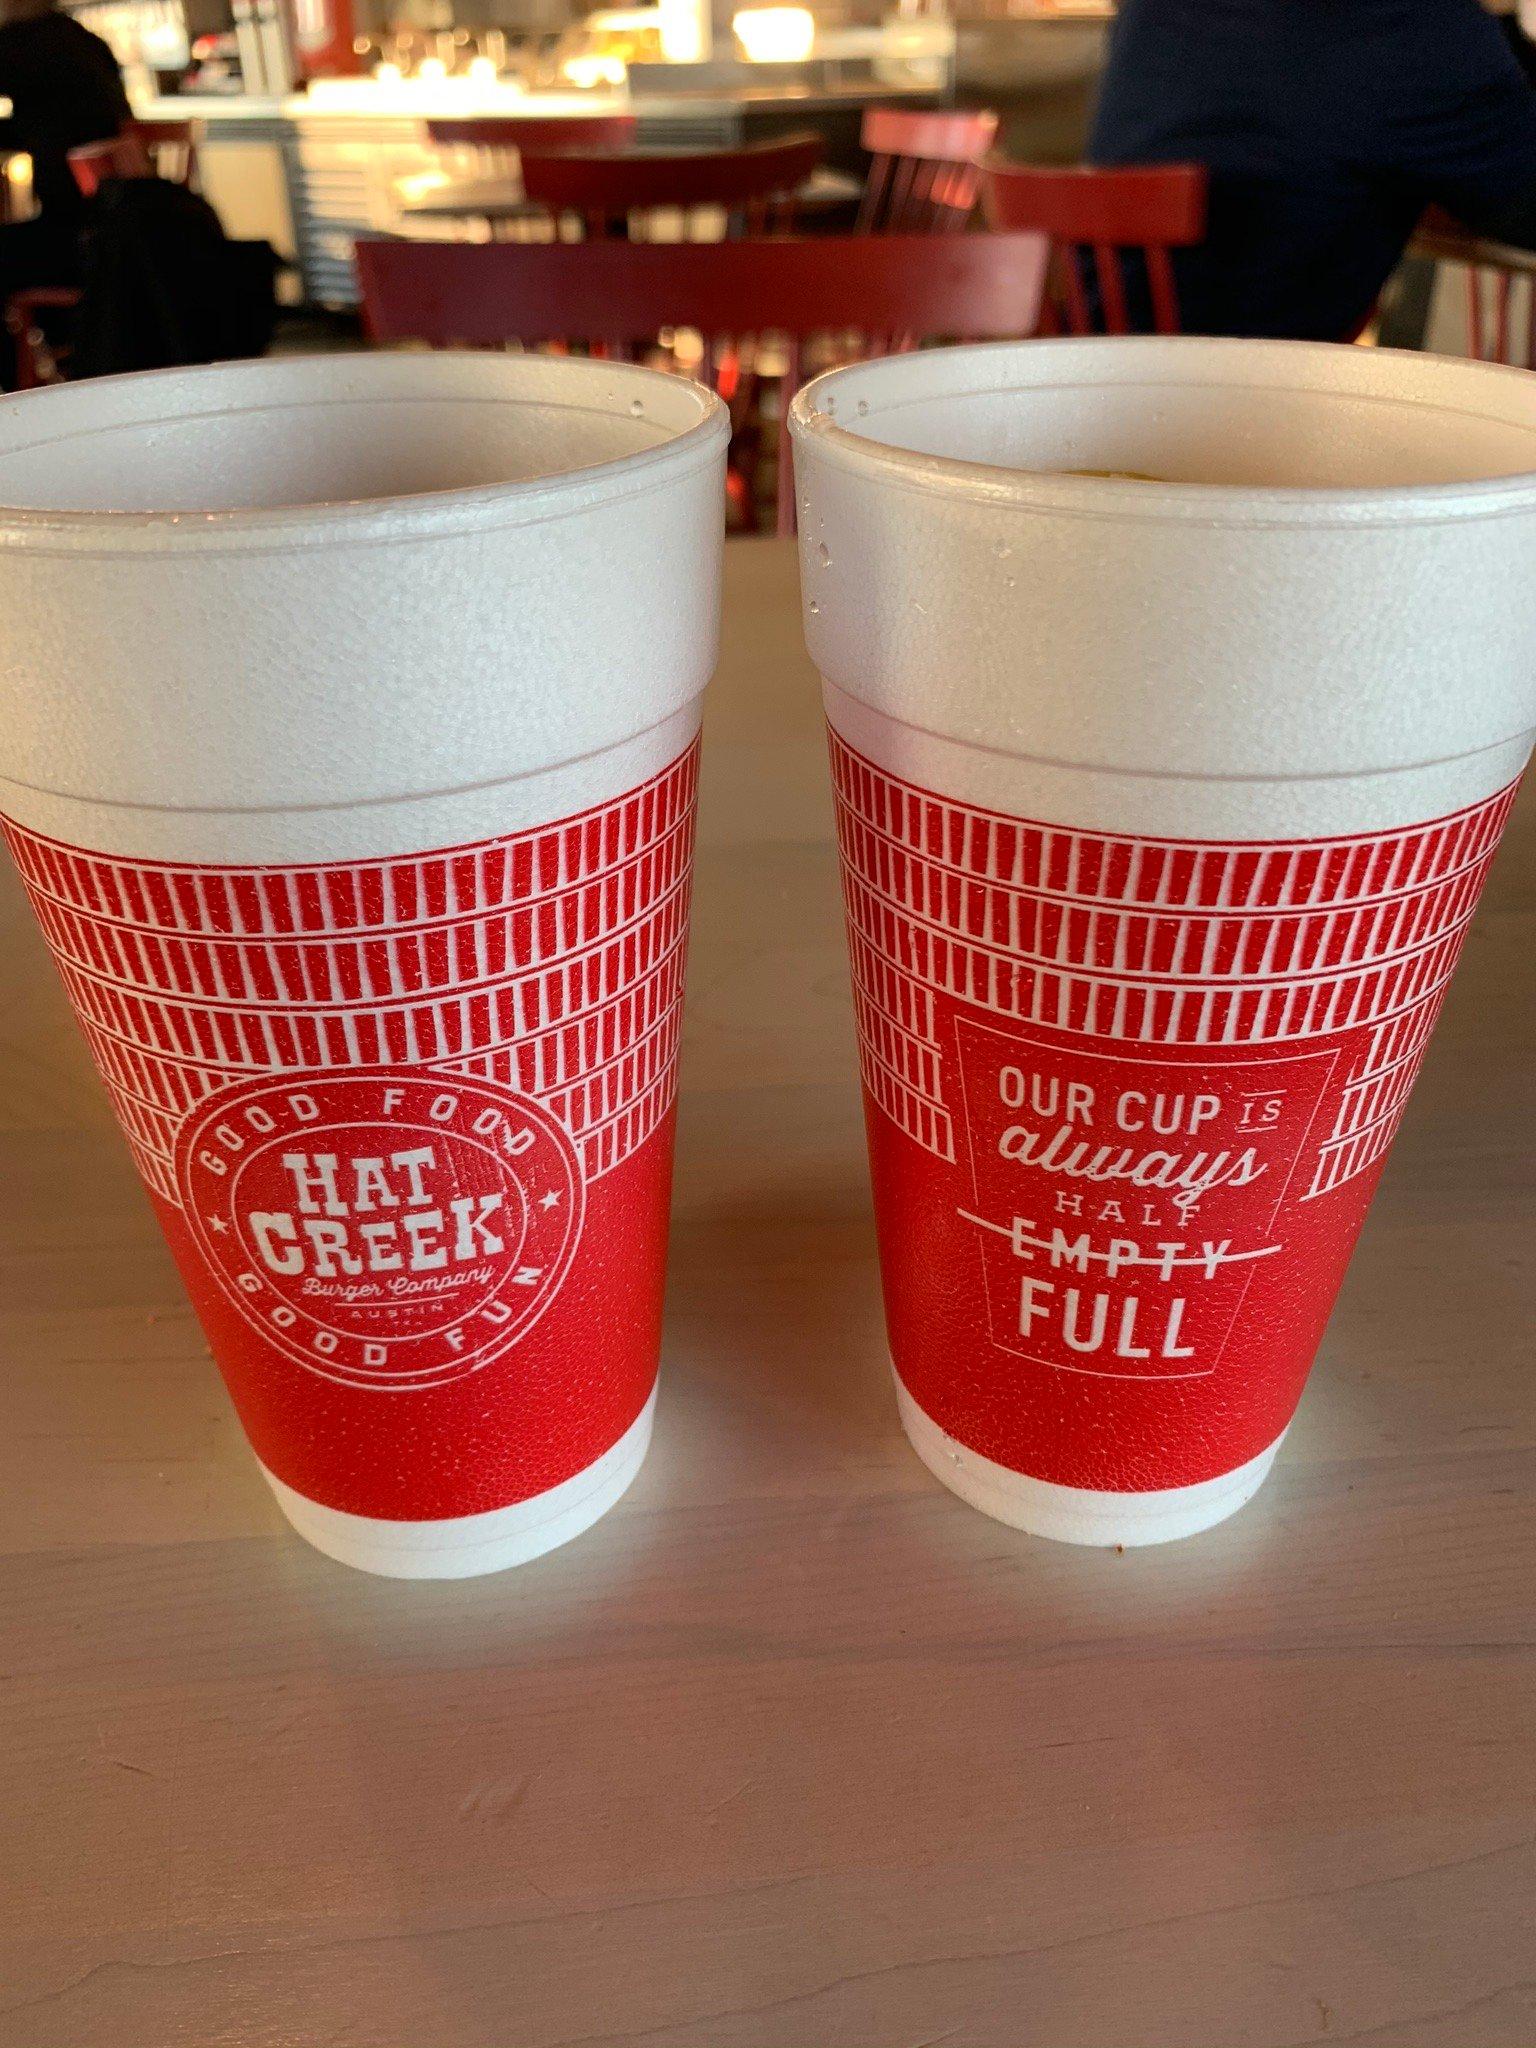 GOOD FOOD
HAT
CREEK
Burger Company
AUSTIN
GOOD FUN
OUR CUP IS
always
HALF
EMPTY
FULL